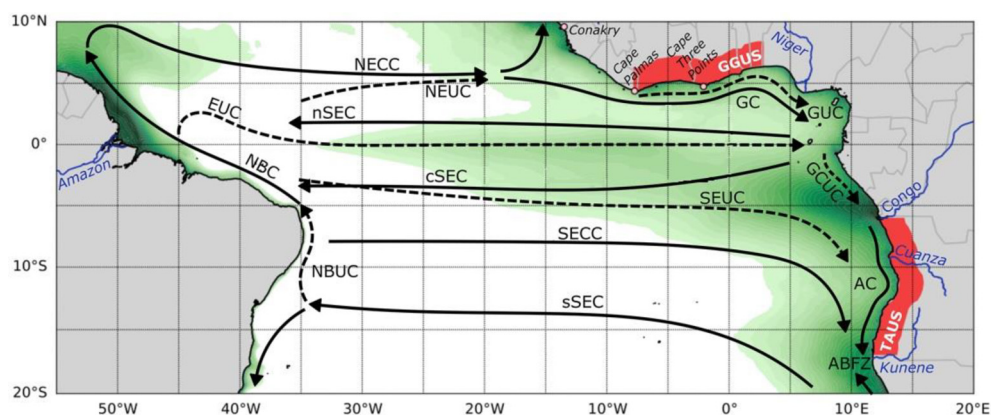 10°N
Conakry
Niger
Cape
Palmas
Cape
Three
Points
GGUS
NECC
NEUC
GC
GUC
EUC
nSEC
0°
Amazon
NBC
cSEC
GCUC
SEUC
Congo
SECC
Cuanza
10°S
NBUC
AC
sSEC
TAUS
ABFZ
Kunene
20°S
50°W
40°W
30°W
20°W
10°W
0°
10°E
20°E